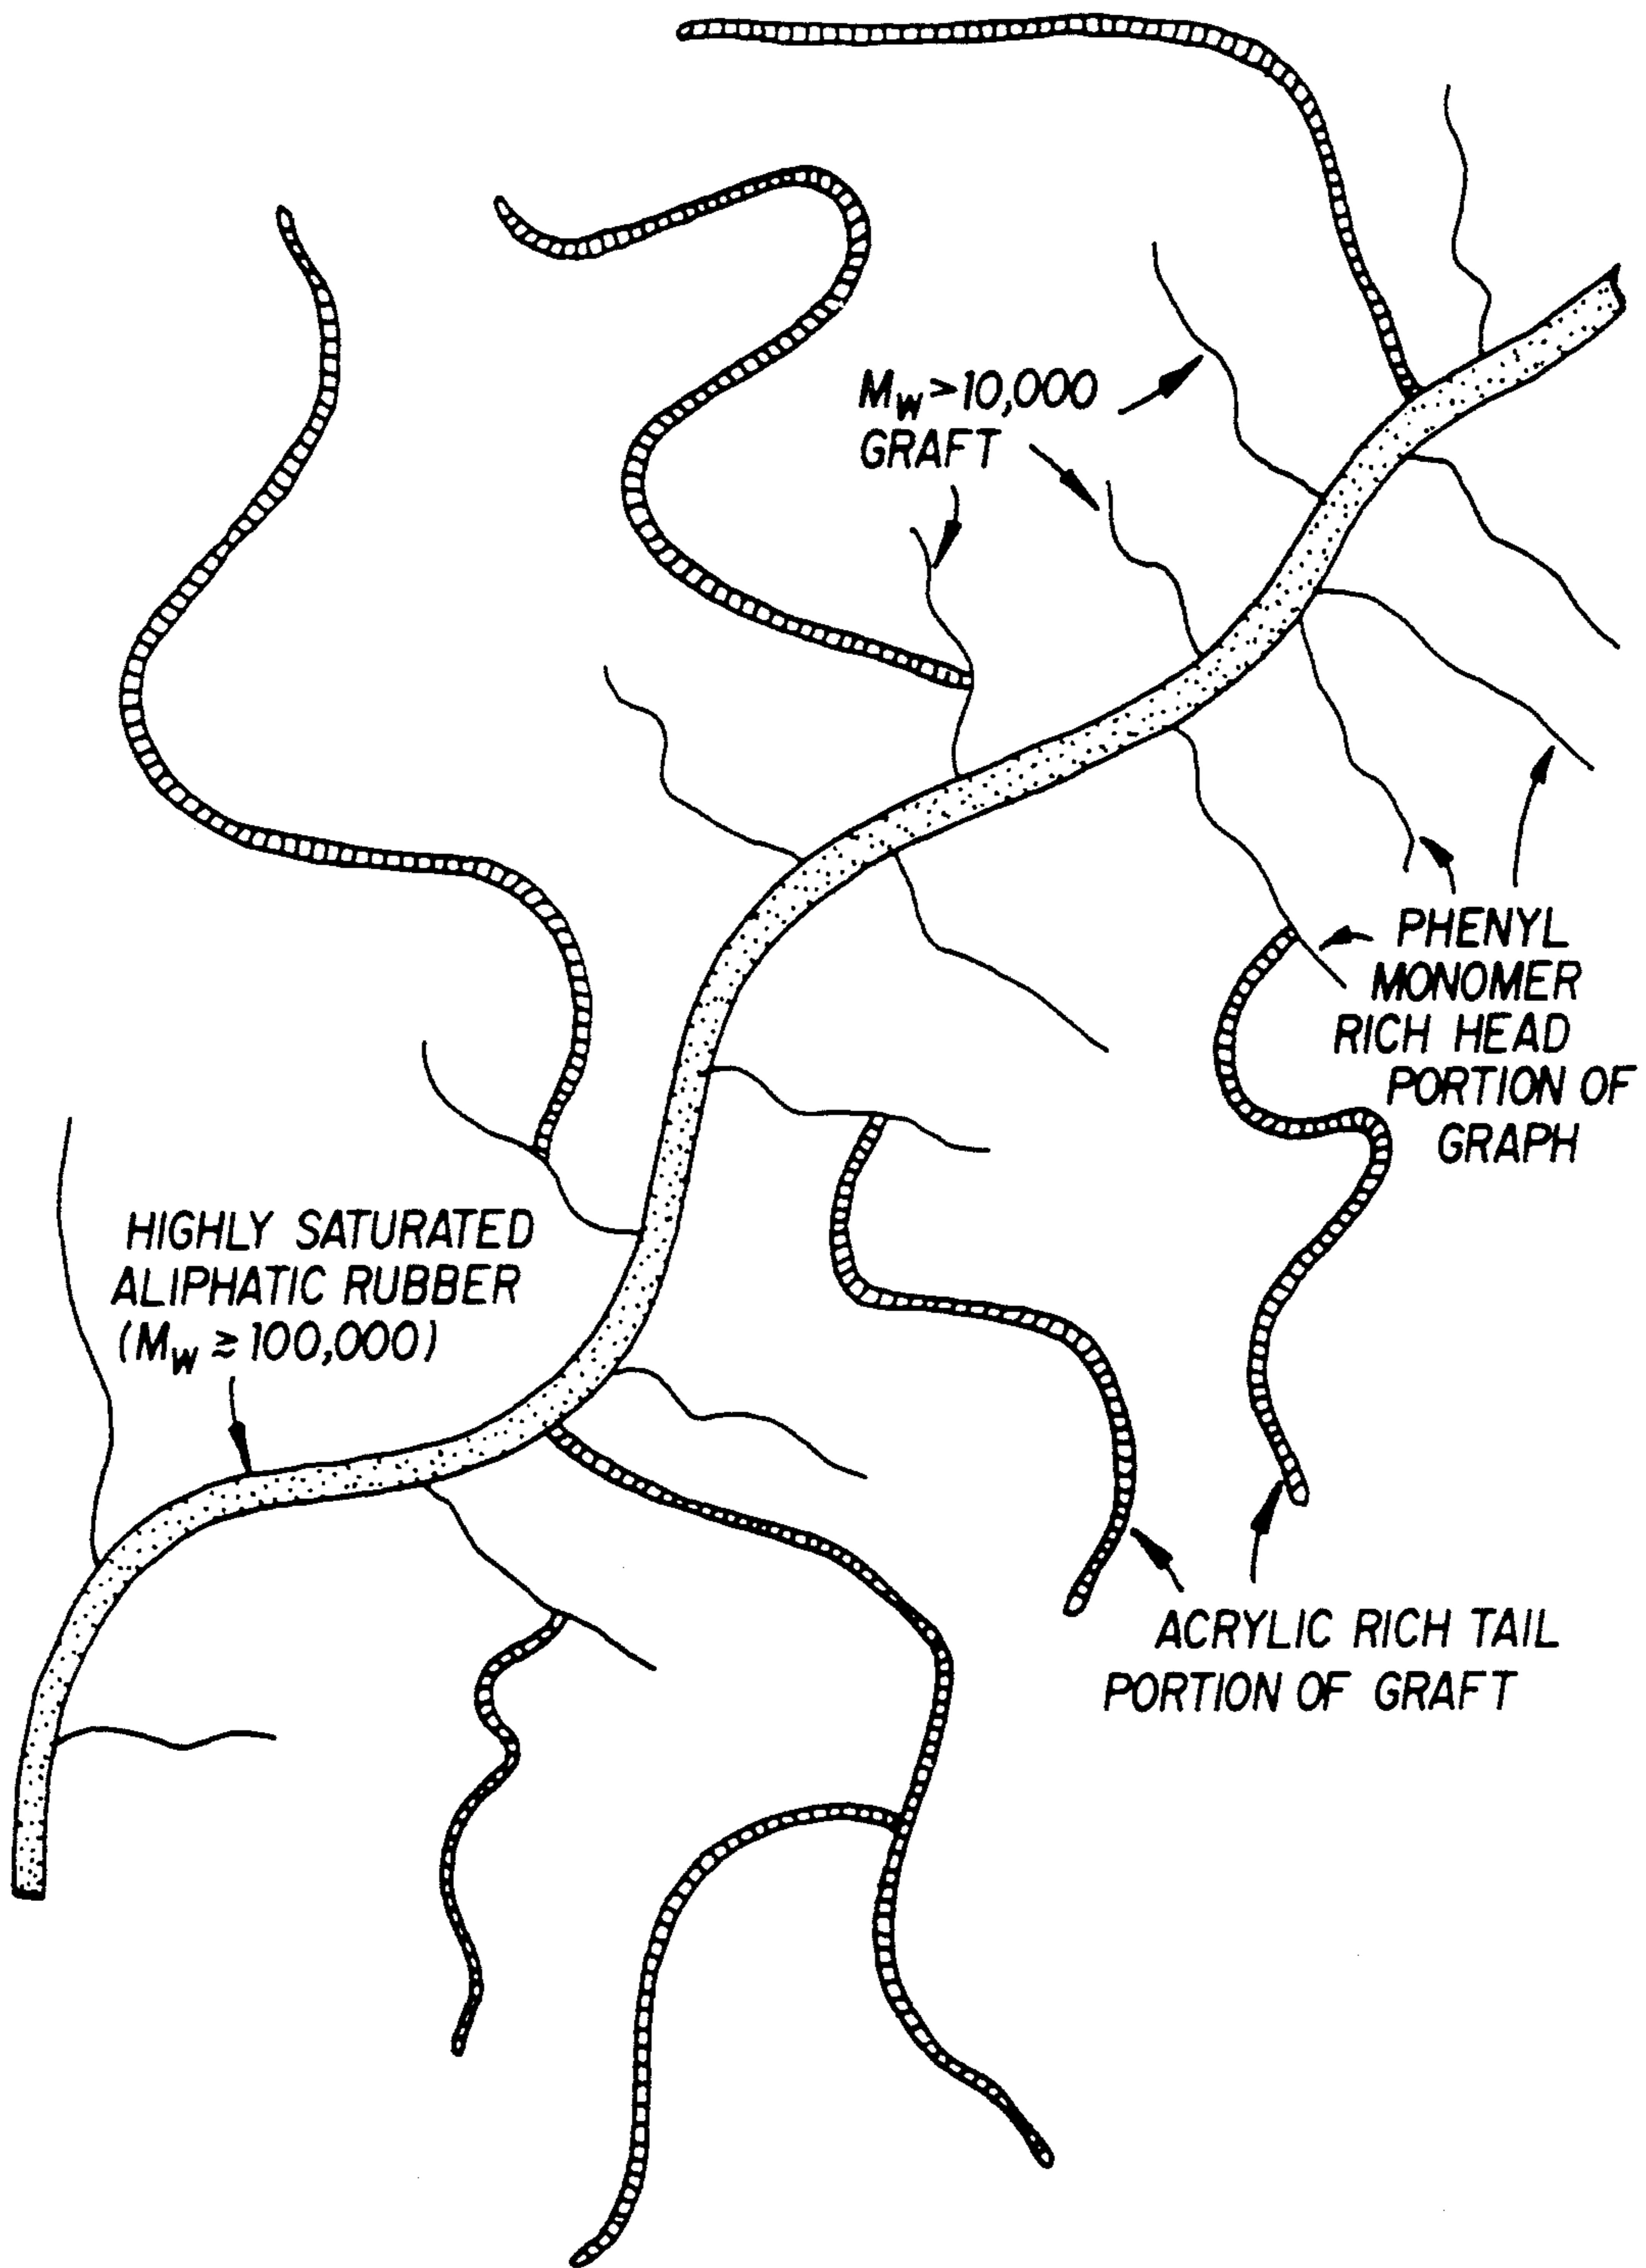 Mw>10,000
GRAFT
PHENYL
MONOMER
RICH HEAD
PORTION OF
GRAPH
HIGHLY SATURATED
ALIPHATIC RUBBER
(Mw ≥ 100,000)
ACRYLIC RICH TAIL
PORTION OF GRAFT